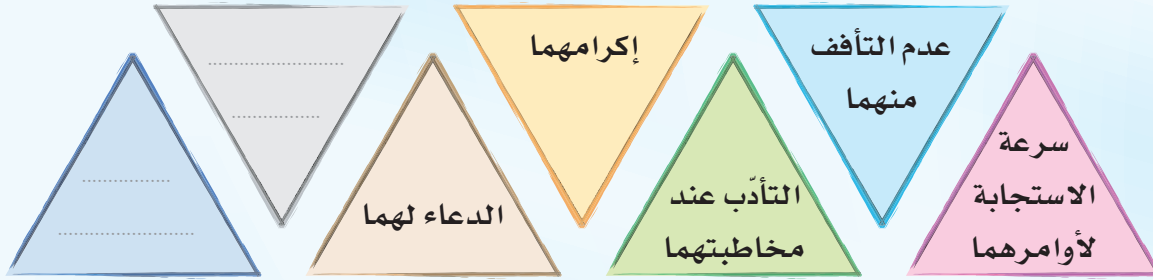 سرعة
الاستجابة
لأوامرهما
عدم التأفف
منهما
التأدّب عند
مخاطبتهما
إكرامهما
الدعاء لهما